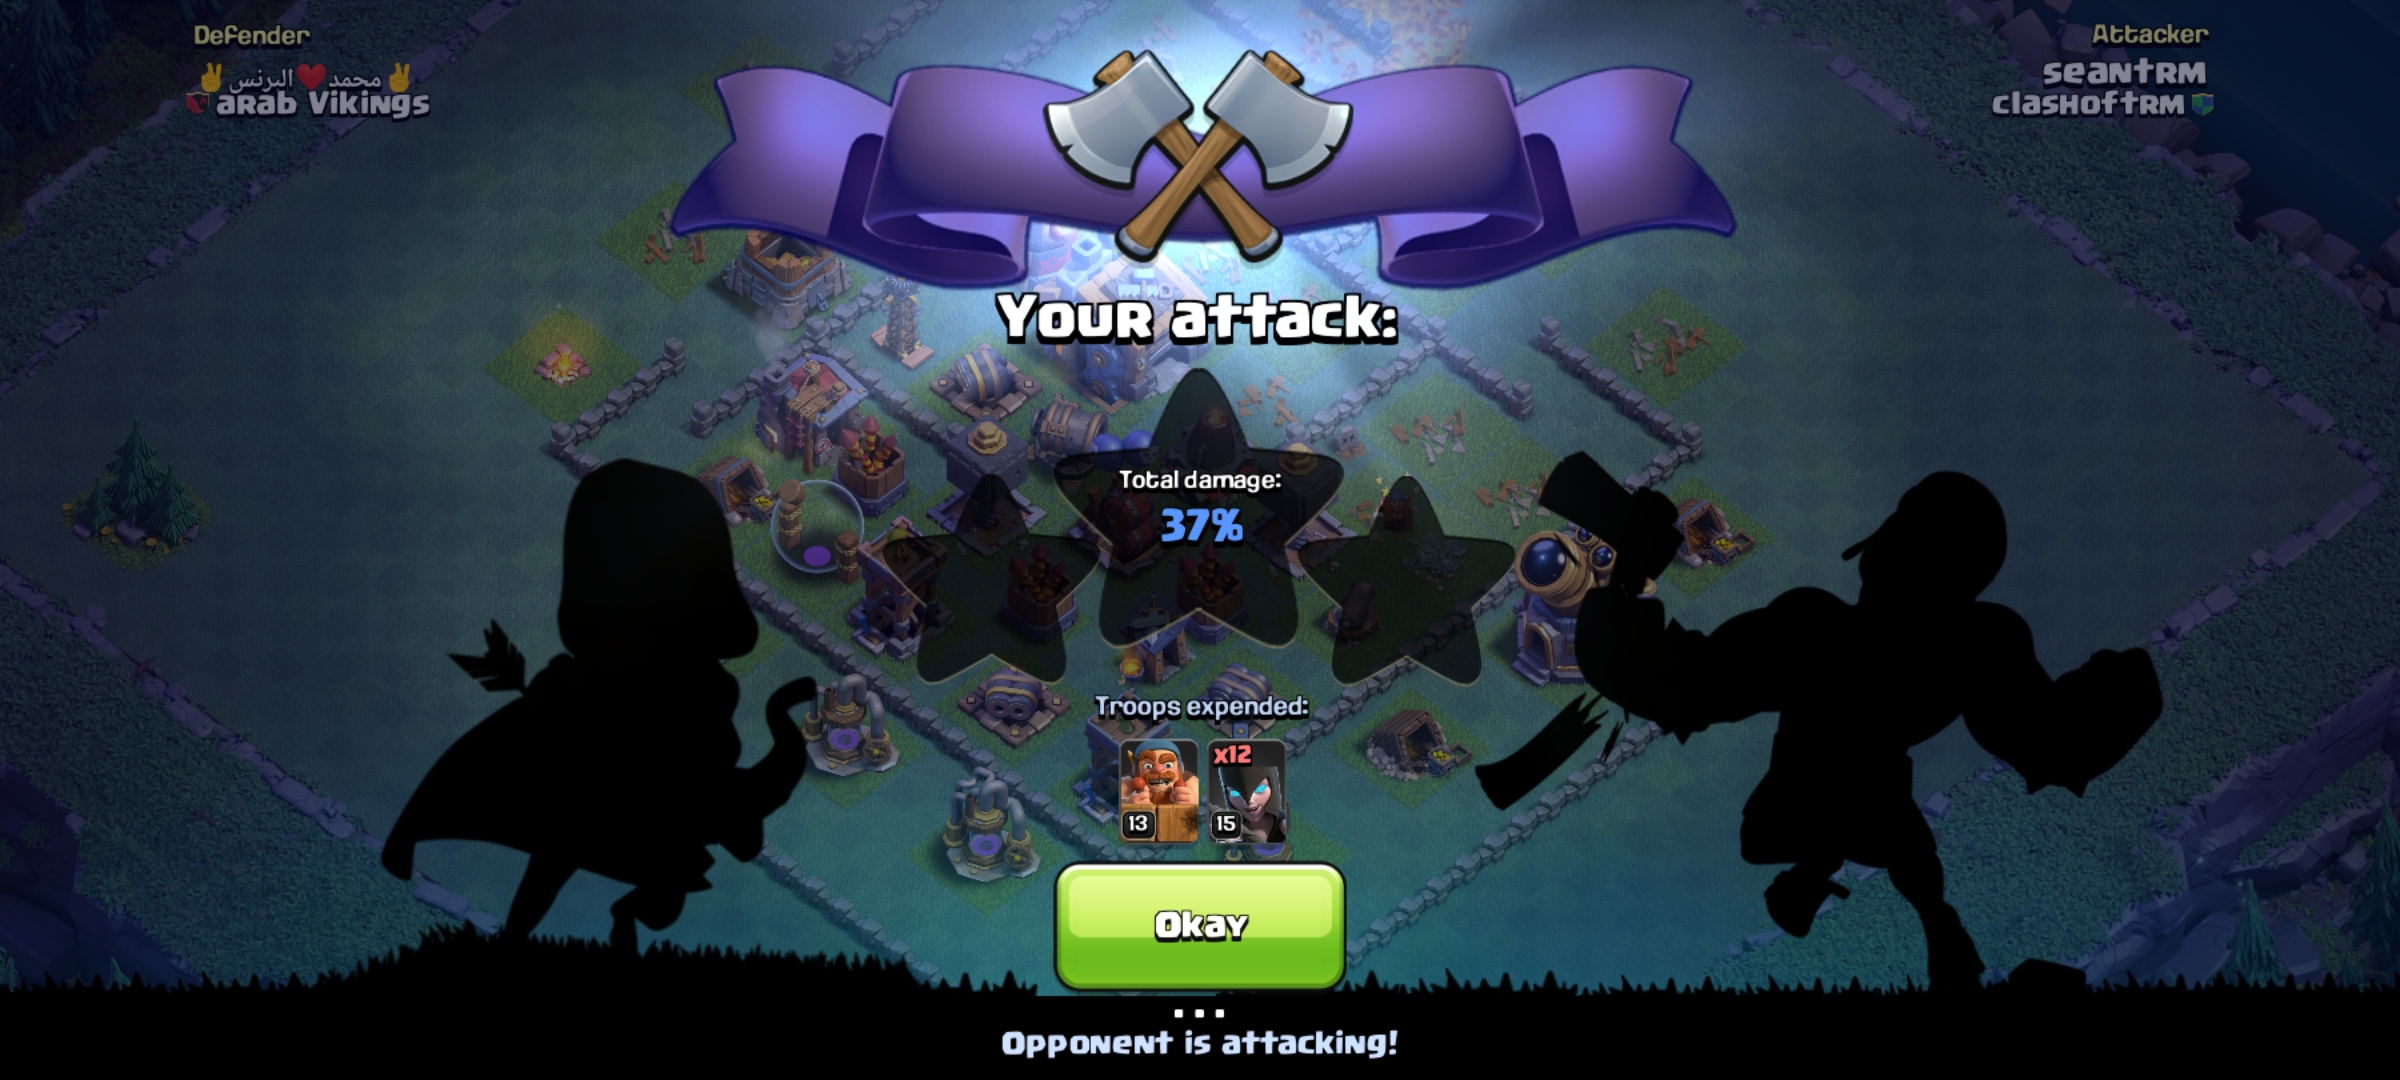 Defender
✌محمد❤البرنس✌
arab Vikings
Attacker
seantRM
clashoftRM
Your attack:
Total damage:
37%
Troops expended:
x12
13
15
Okay
...
Opponent is attacking!